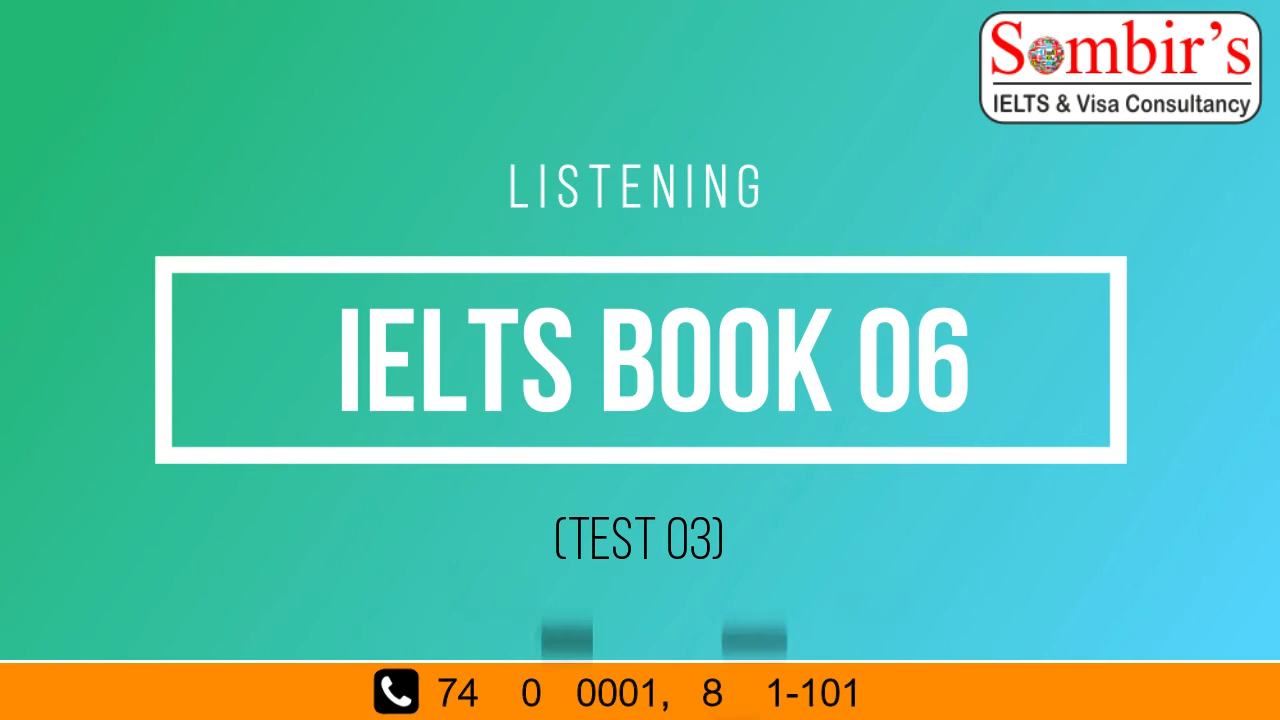 Sombir's
IELTS & Visa Consultancy
LISTENING
IELTS BOOK 06
(TEST 03)
74 0 0001, 8 1-101